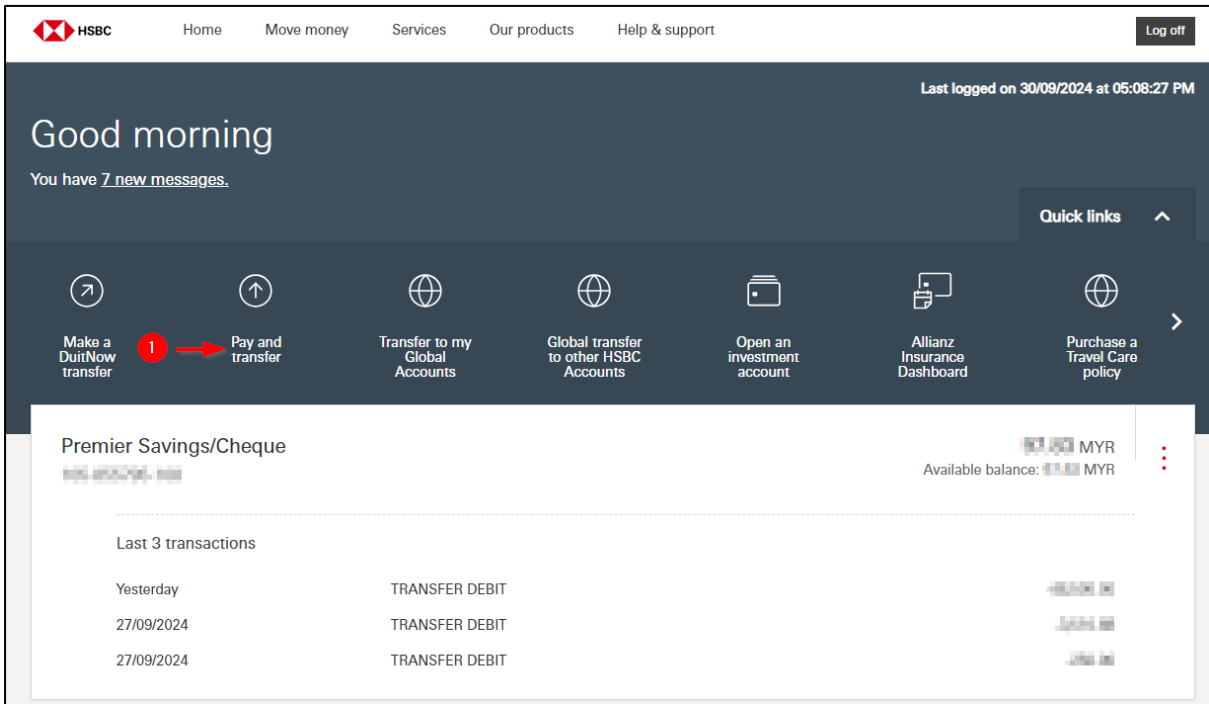 HSBC
Home
Move money
Services
Our products
Help & support
Log off
Last logged on 30/09/2024 at 05:08:27 PM
Good morning
You have 7 new messages.
Quick links
Make a
DuitNow
transfer
1
Pay and
transfer
Transfer to my
Global
Accounts
Global transfer
to other HSBC
Accounts
Open an
investment
account
Allianz
Insurance
Dashboard
Purchase a
Travel Care
policy
Premier Savings/Cheque
MYR
Available balance: MYR
Last 3 transactions
Yesterday TRANSFER DEBIT
27/09/2024 TRANSFER DEBIT
27/09/2024 TRANSFER DEBIT